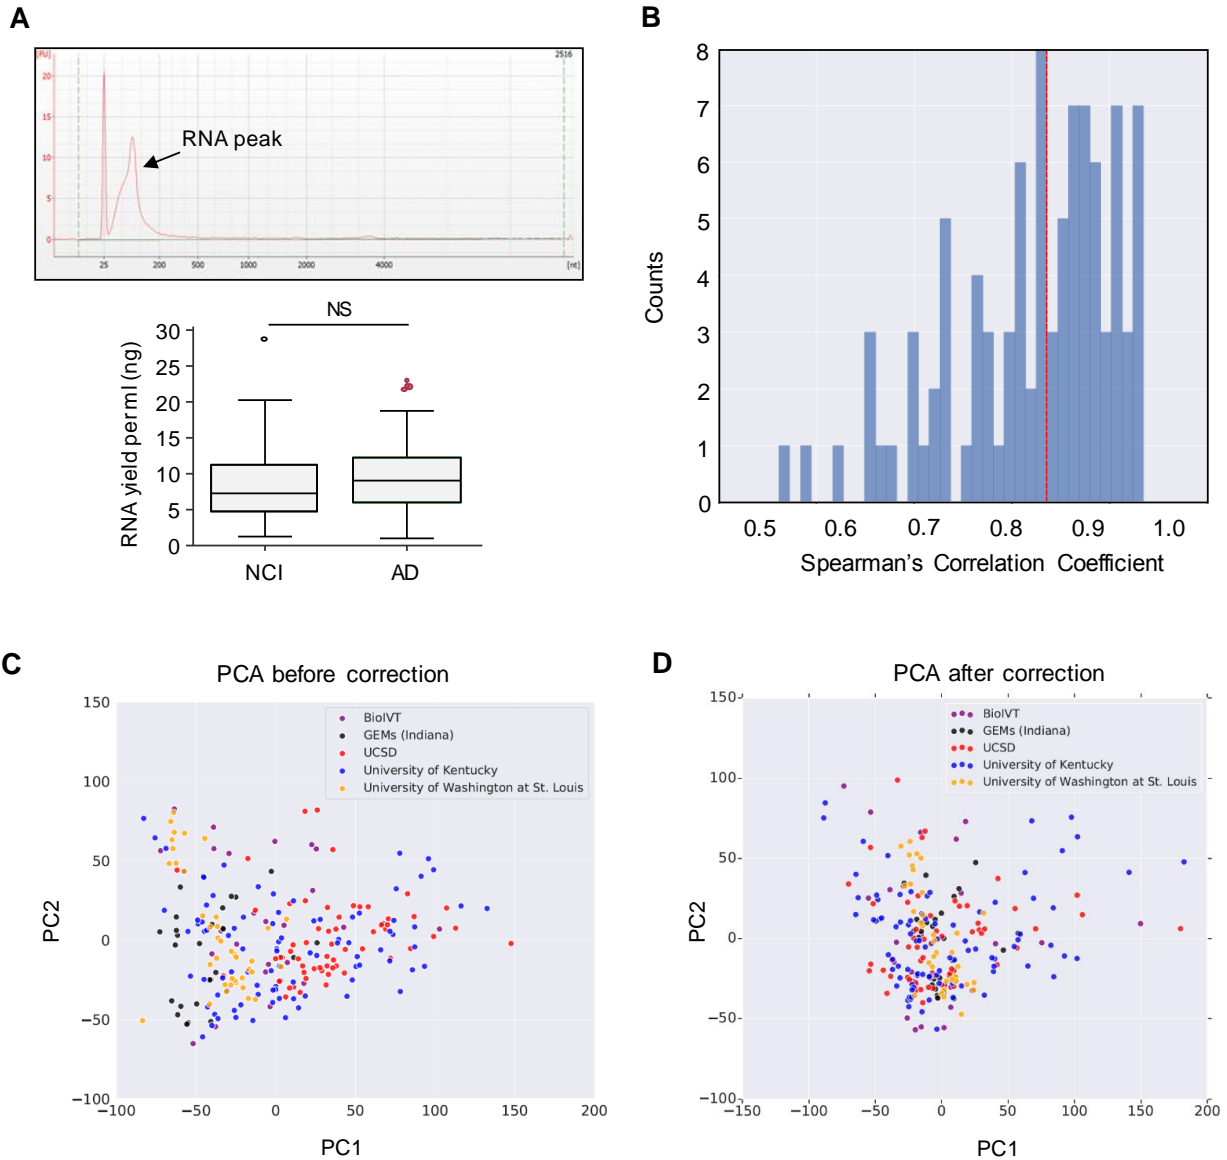 A
[FU]
2516
20
15
10
5
0
RNA peak
25 200 500 1000 2000 4000 [nt]
NS
RNA yield per ml (ng)
30
25
20
15
10
5
0
NCI AD
B
Counts
8
7
6
5
4
3
2
1
0
0.5 0.6 0.7 0.8 0.9 1.0
Spearman's Correlation Coefficient
C
PCA before correction
BioIVT
GEMs (Indiana)
UCSD
University of Kentucky
University of Washington at St. Louis
PC2
150
100
50
0
−50
−100
−100 −50 0 50 100 150 200
PC1
D
PCA after correction
BioIVT
GEMs (Indiana)
UCSD
University of Kentucky
University of Washington at St. Louis
PC2
150
100
50
0
−50
−100
−150 −100 −50 0 50 100 150 200
PC1